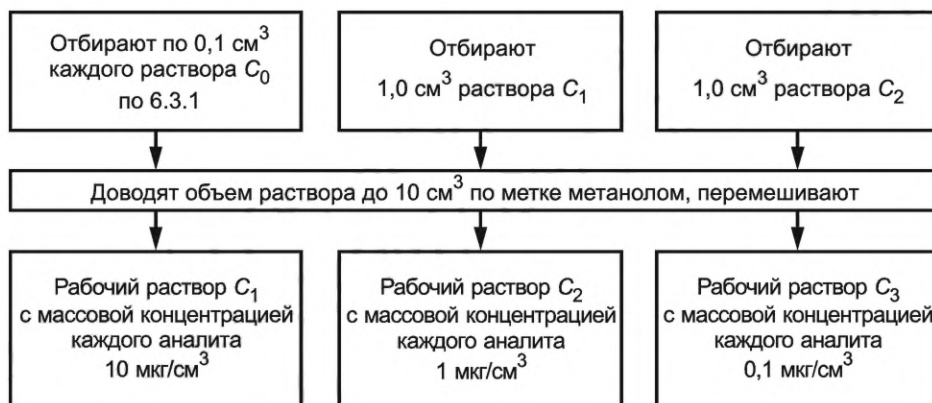 Отбирают по 0,1 см³
каждого раствора C₀
по 6.3.1
Отбирают
1,0 см³ раствора C₁
Отбирают
1,0 см³ раствора C₂
Доводят объем раствора до 10 см³ по метке метанолом, перемешивают
Рабочий раствор C₁
с массовой концентрацией
каждого аналита
10 мкг/см³
Рабочий раствор C₂
с массовой концентрацией
каждого аналита
1 мкг/см³
Рабочий раствор C₃
с массовой концентрацией
каждого аналита
0,1 мкг/см³